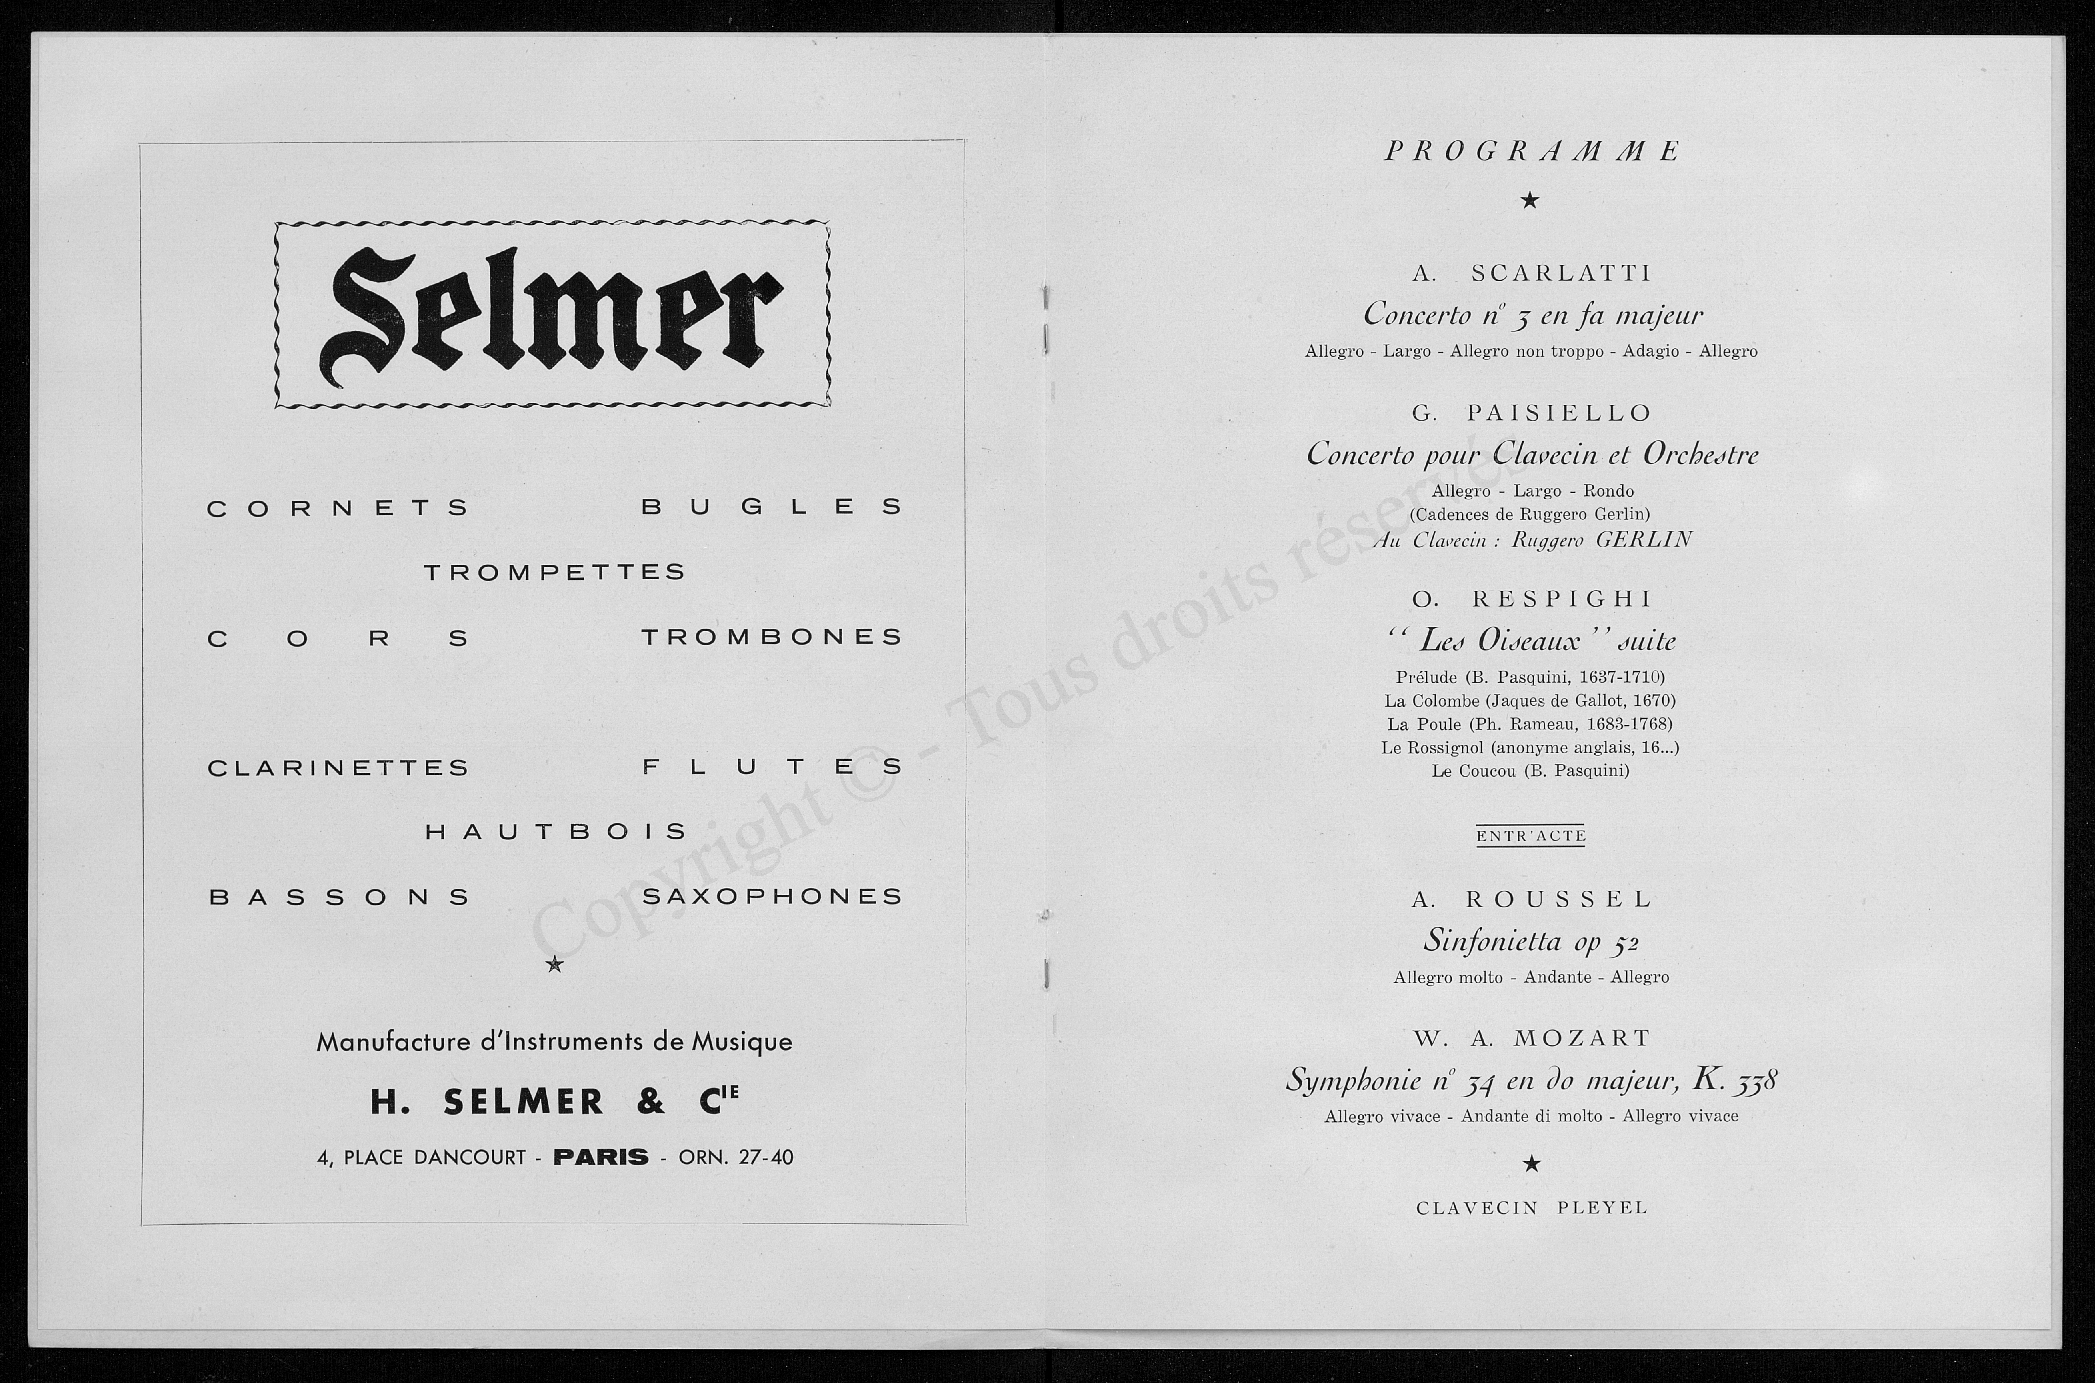 Selmer
CORNETS BUGLES
TROMPETTES
CORS TROMBONES
CLARINETTES FLUTES
HAUTBOIS
BASSONS SAXOPHONES
Manufacture d'Instruments de Musique
H. SELMER & CIE
4, PLACE DANCOURT - PARIS - ORN. 27-40
PROGRAMME
A. SCARLATTI
Concerto nº 3 en fa majeur
Allegro - Largo - Allegro non troppo - Adagio - Allegro
G. PAISIELLO
Concerto pour Clavecin et Orchestre
Allegro - Largo - Rondo
(Cadences de Ruggero Gerlin)
Au Clavecin : Ruggero GERLIN
O. RESPIGHI
“ Les Oiseaux ” suite
Prélude (B. Pasquini, 1637-1710)
La Colombe (Jaques de Gallot, 1670)
La Poule (Ph. Rameau, 1683-1768)
Le Rossignol (anonyme anglais, 16...)
Le Coucou (B. Pasquini)
ENTR'ACTE
A. ROUSSEL
Sinfonietta op 52
Allegro molto - Andante - Allegro
W. A. MOZART
Symphonie nº 34 en do majeur, K. 338
Allegro vivace - Andante di molto - Allegro vivace
CLAVECIN PLEYEL
Copyright © - Tous droits réservés